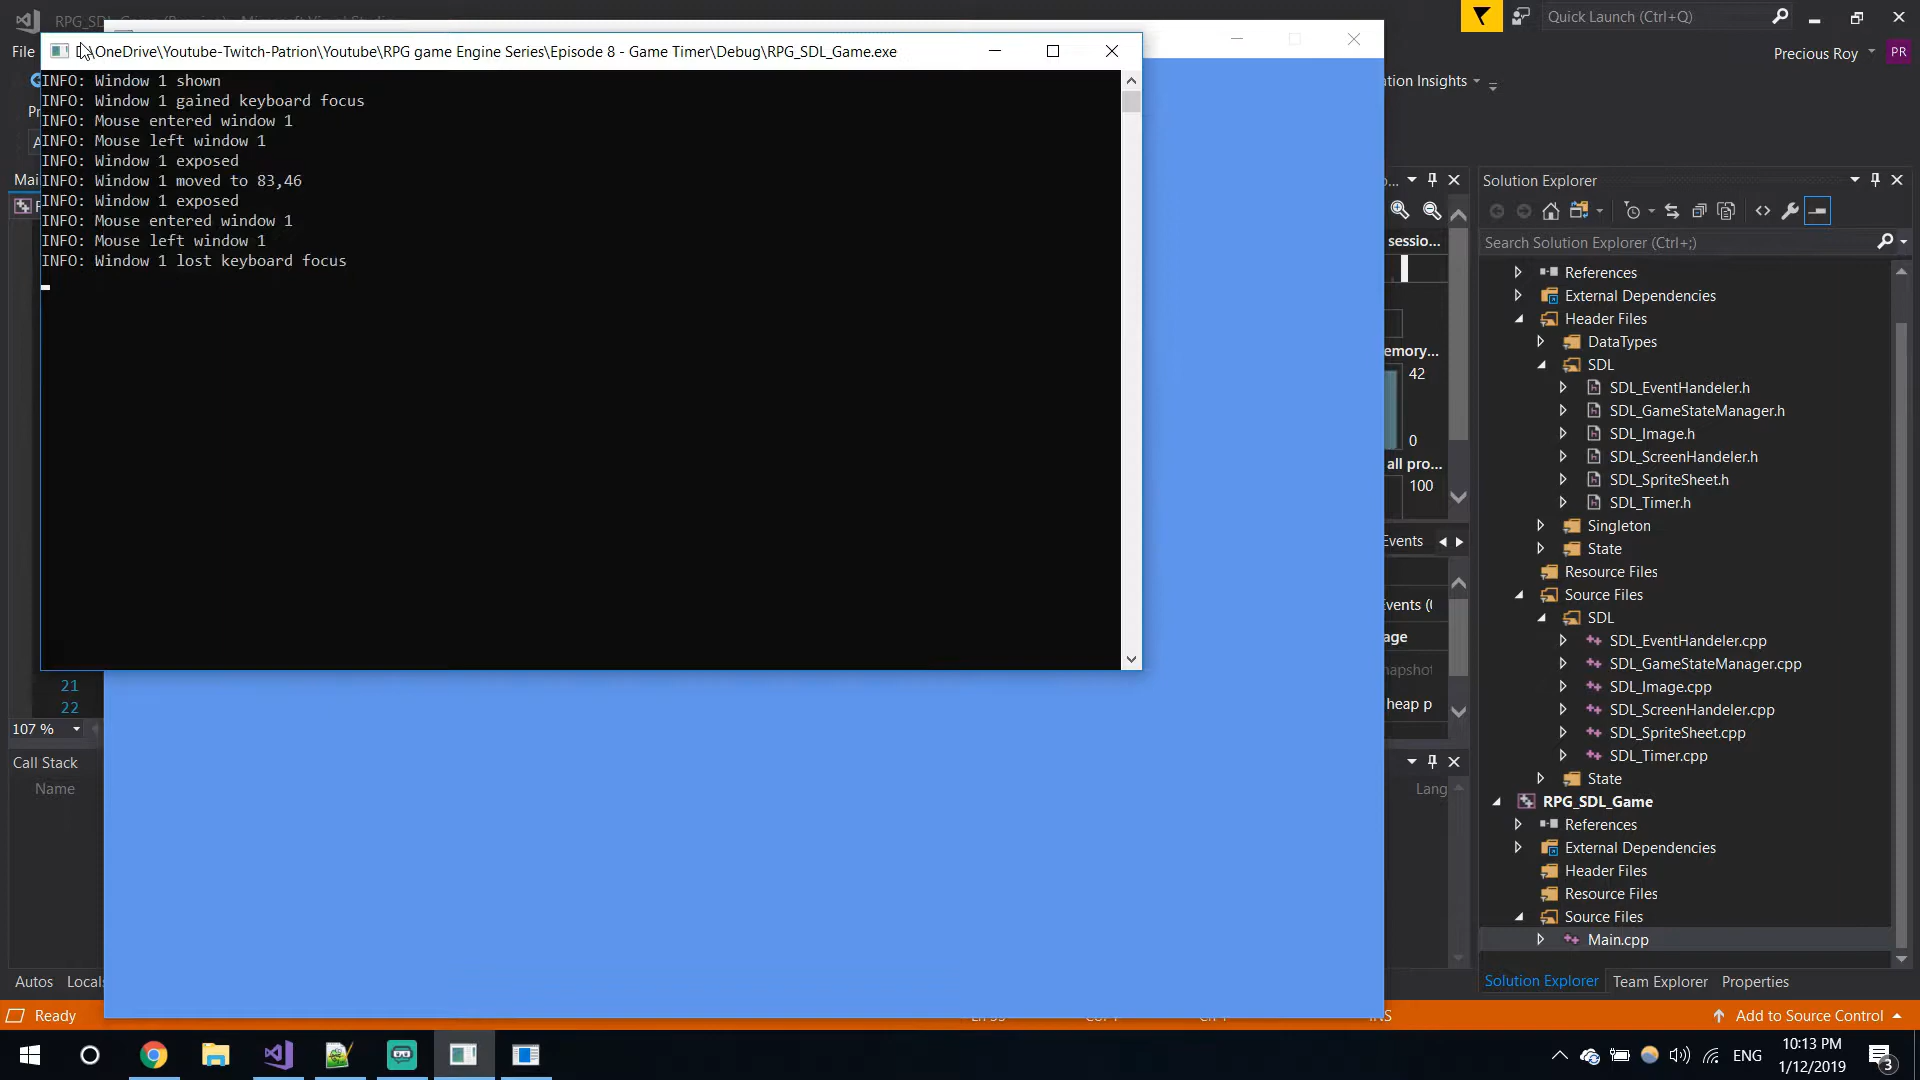 Quick Launch (Ctrl+Q)
File
D:\OneDrive\Youtube-Twitch-Patrion\Youtube\RPG game Engine Series\Episode 8 - Game Timer\Debug\RPG_SDL_Game.exe
Precious Roy
PR
INFO: Window 1 shown
INFO: Window 1 gained keyboard focus
INFO: Mouse entered window 1
INFO: Mouse left window 1
INFO: Window 1 exposed
INFO: Window 1 moved to 83,46
INFO: Window 1 exposed
INFO: Mouse entered window 1
INFO: Mouse left window 1
INFO: Window 1 lost keyboard focus
tion Insights
Pr
A
Mai
sessio...
emory...
42
0
all pro...
100
Events
Events (
age
napshot
heap p
Lang
21
22
107 %
Call Stack
Name
Autos
Locals
Solution Explorer
Search Solution Explorer (Ctrl+;)
References
External Dependencies
Header Files
DataTypes
SDL
SDL_EventHandeler.h
SDL_GameStateManager.h
SDL_Image.h
SDL_ScreenHandeler.h
SDL_SpriteSheet.h
SDL_Timer.h
Singleton
State
Resource Files
Source Files
SDL
SDL_EventHandeler.cpp
SDL_GameStateManager.cpp
SDL_Image.cpp
SDL_ScreenHandeler.cpp
SDL_SpriteSheet.cpp
SDL_Timer.cpp
State
RPG_SDL_Game
References
External Dependencies
Header Files
Resource Files
Source Files
Main.cpp
Solution Explorer
Team Explorer
Properties
Ready
INS
Add to Source Control
ENG
10:13 PM
1/12/2019
3